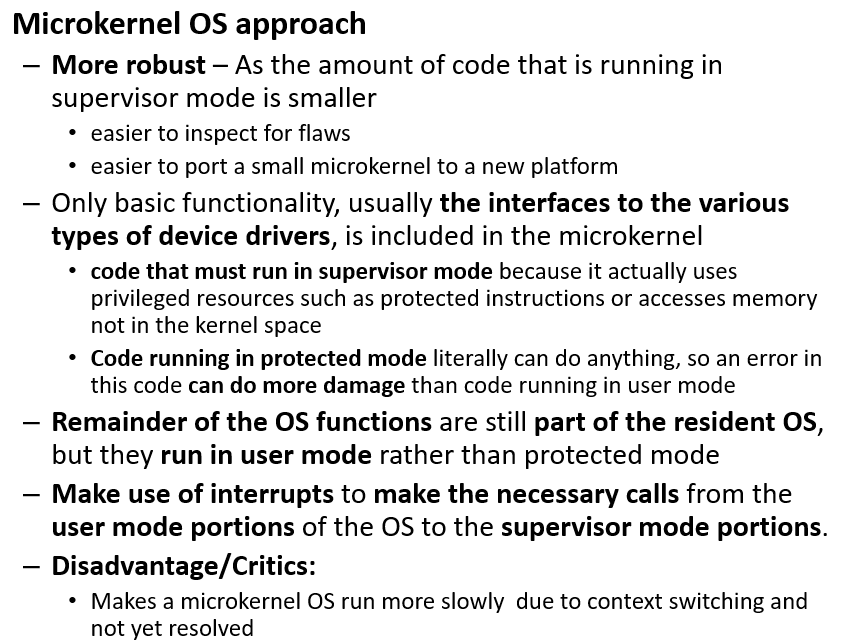 Microkernel OS approach
– More robust – As the amount of code that is running in
supervisor mode is smaller
• easier to inspect for flaws
• easier to port a small microkernel to a new platform
– Only basic functionality, usually the interfaces to the various
types of device drivers, is included in the microkernel
• code that must run in supervisor mode because it actually uses
privileged resources such as protected instructions or accesses memory
not in the kernel space
• Code running in protected mode literally can do anything, so an error in
this code can do more damage than code running in user mode
– Remainder of the OS functions are still part of the resident OS,
but they run in user mode rather than protected mode
– Make use of interrupts to make the necessary calls from the
user mode portions of the OS to the supervisor mode portions.
– Disadvantage/Critics:
• Makes a microkernel OS run more slowly due to context switching and
not yet resolved